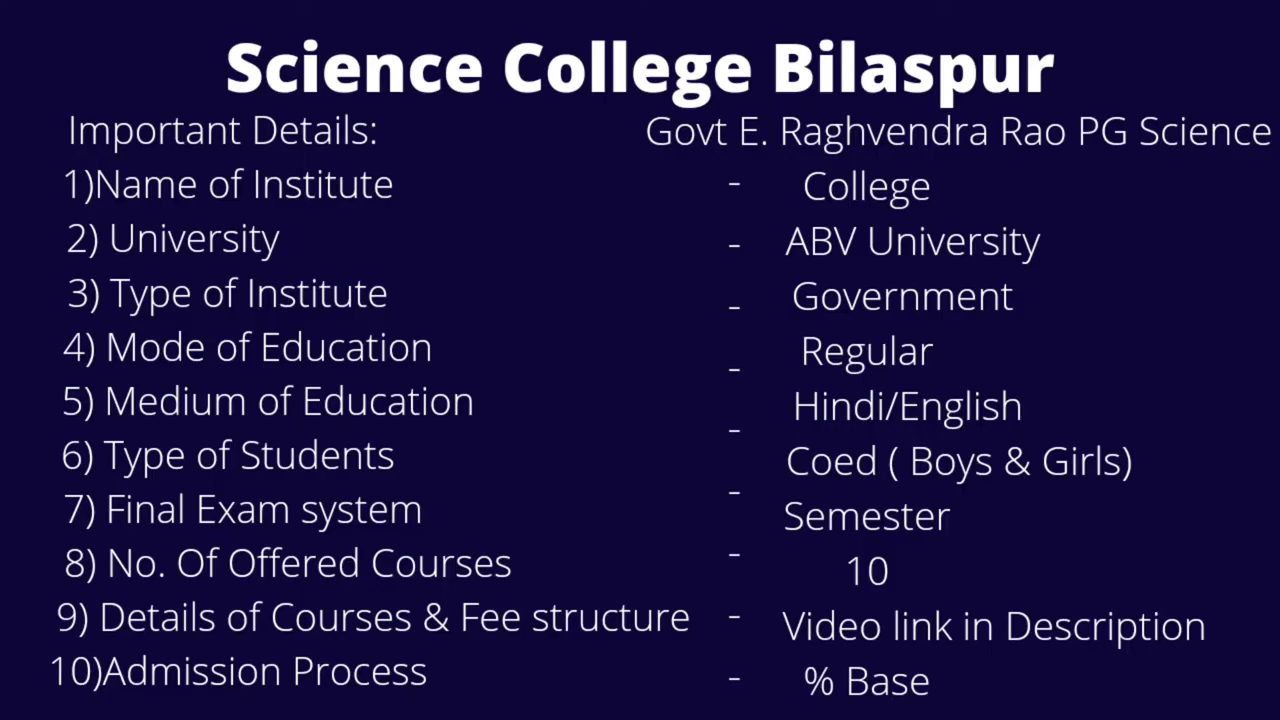 Science College Bilaspur
Important Details:
Govt E. Raghvendra Rao PG Science
1)Name of Institute - College
2) University - ABV University
3) Type of Institute - Government
4) Mode of Education - Regular
5) Medium of Education - Hindi/English
6) Type of Students - Coed ( Boys & Girls)
7) Final Exam system - Semester
8) No. Of Offered Courses - 10
9) Details of Courses & Fee structure - Video link in Description
10)Admission Process - % Base